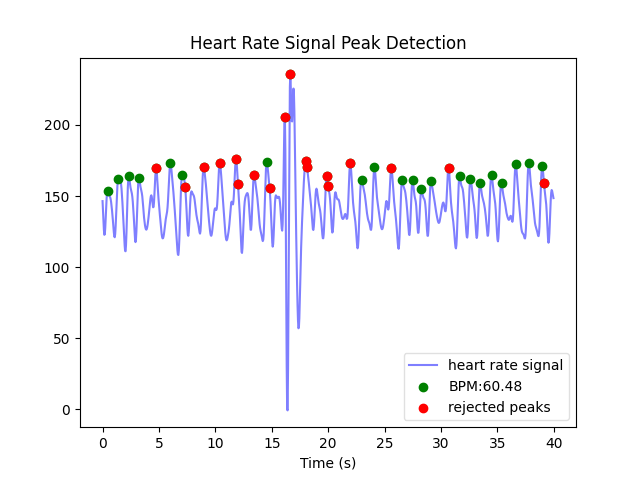 Heart Rate Signal Peak Detection
200
150
100
50
0
heart rate signal
BPM:60.48
rejected peaks
0 5 10 15 20 25 30 35 40
Time (s)